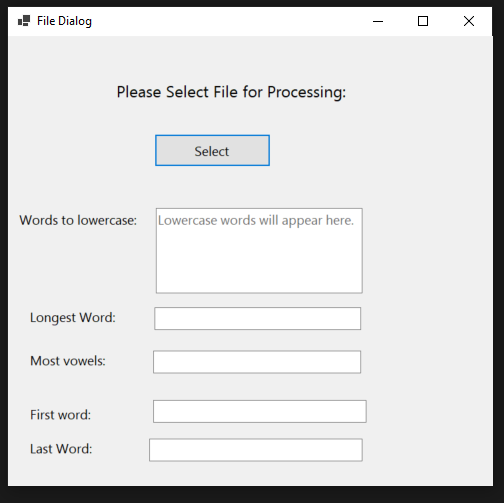 File Dialog
Please Select File for Processing:
Select
Words to lowercase:
Lowercase words will appear here.
Longest Word:
Most vowels:
First word:
Last Word: